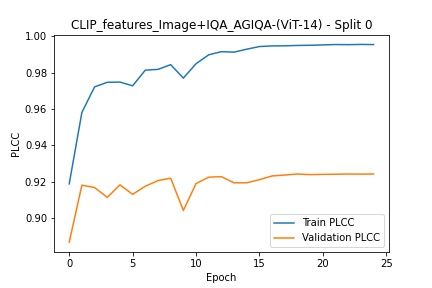 CLIP_features_Image+IQA_AGIQA-(ViT-14) - Split 0
1.00
0.98
0.96
0.94
0.92
0.90
PLCC
Train PLCC
Validation PLCC
0 5 10 15 20 25
Epoch